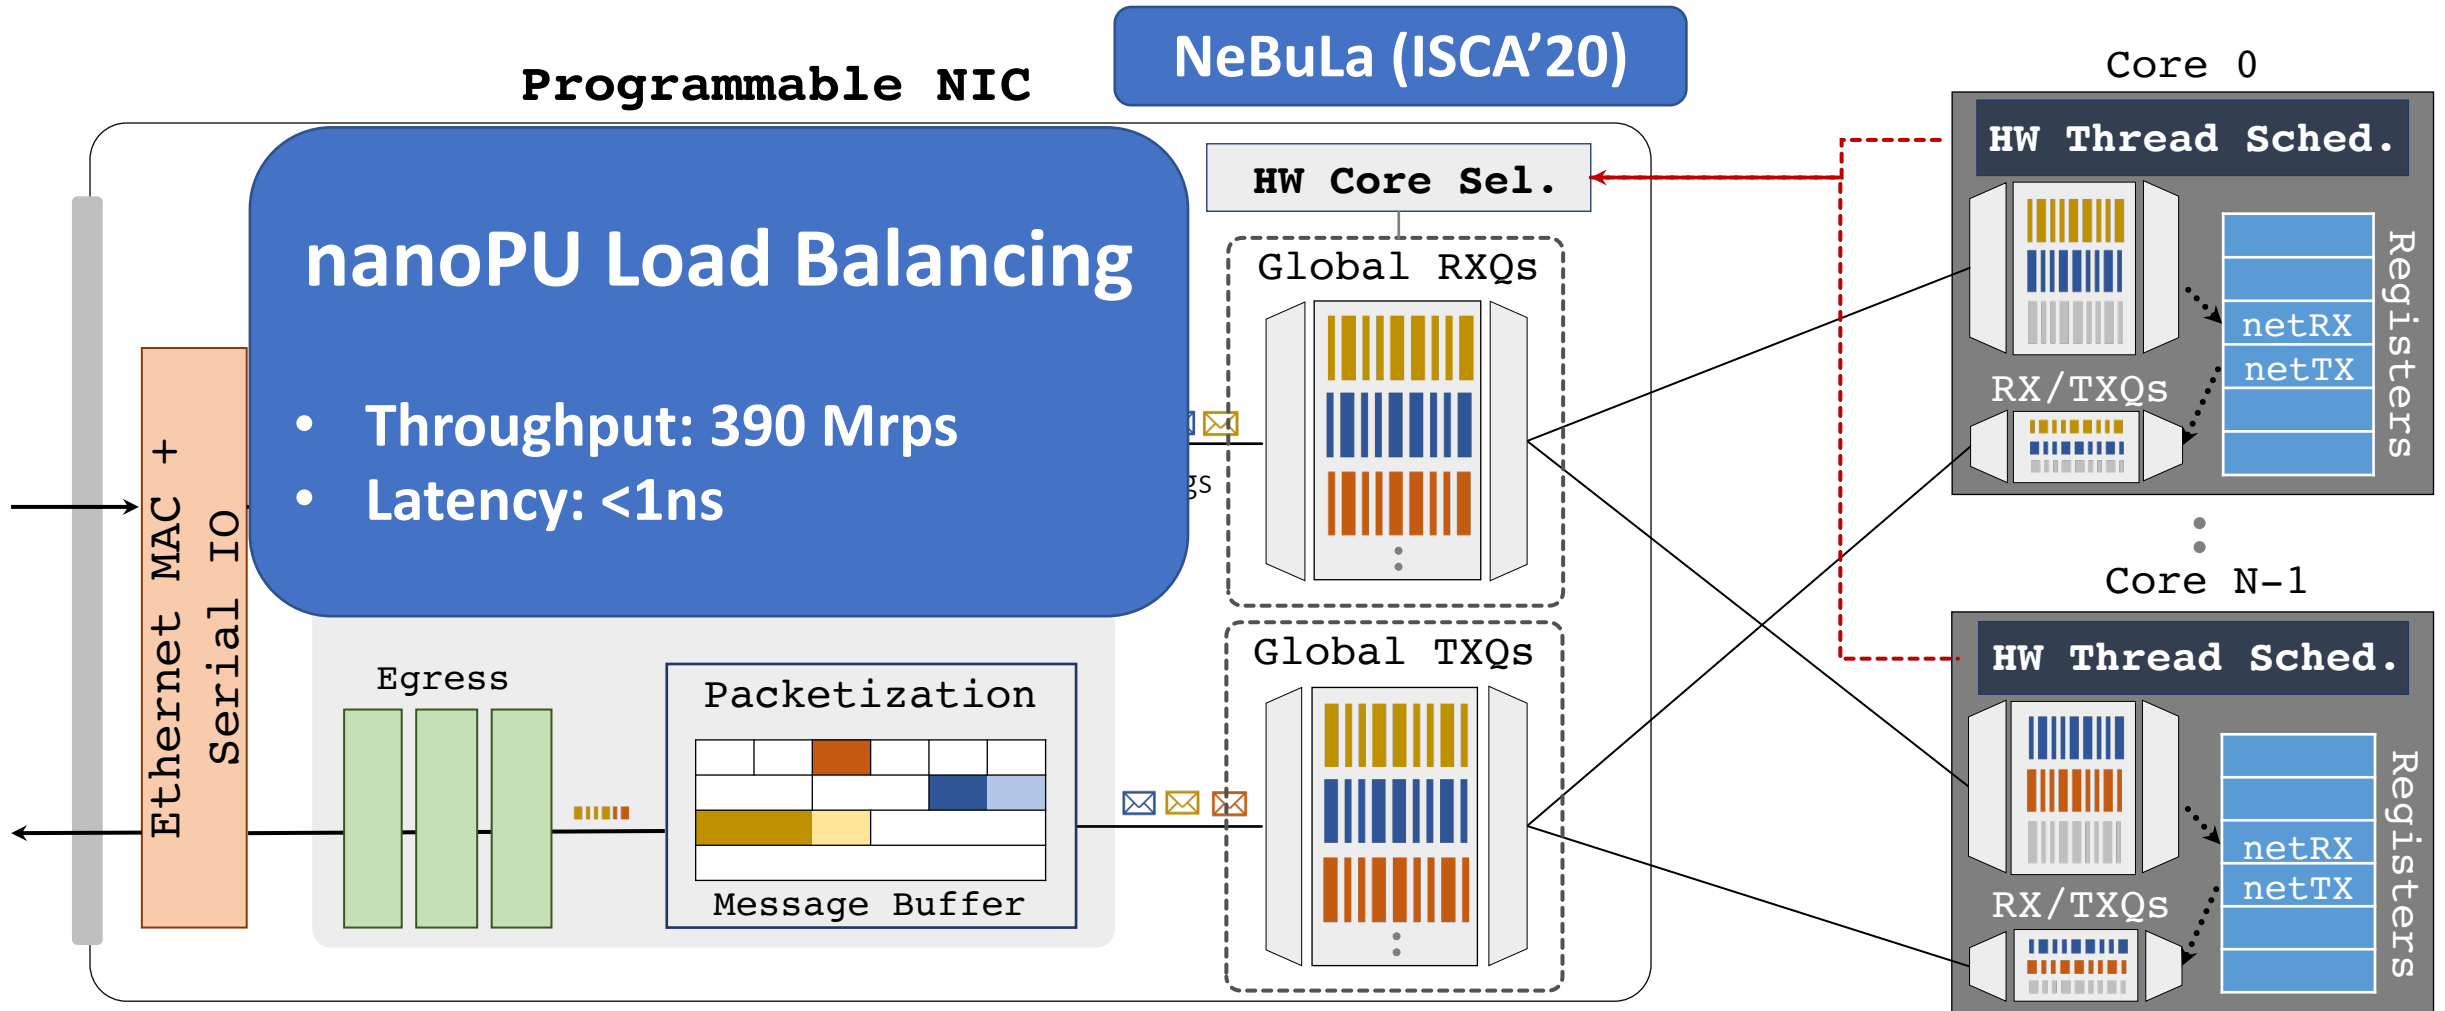 NeBuLa (ISCA’20)
Programmable NIC
nanoPU Load Balancing
• Throughput: 390 Mrps
• Latency: <1ns
Ethernet MAC +
Serial IO
HW Core Sel.
Global RXQs
gs
Global TXQs
Egress
Packetization
Message Buffer
Core 0
HW Thread Sched.
netRX
netTX
RX/TXQs
Registers
Core N-1
HW Thread Sched.
netRX
netTX
RX/TXQs
Registers